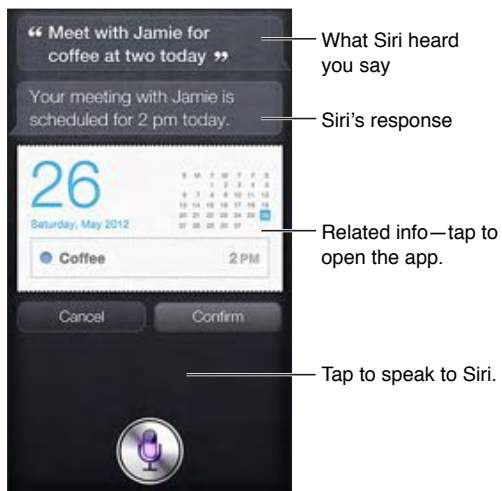 “ Meet with Jamie for
coffee at two today ”
What Siri heard
you say
Your meeting with Jamie is
scheduled for 2 pm today.
Siri’s response
26
Saturday, May 2012
Related info—tap to
open the app.
Coffee 2 PM
Cancel Confirm
Tap to speak to Siri.